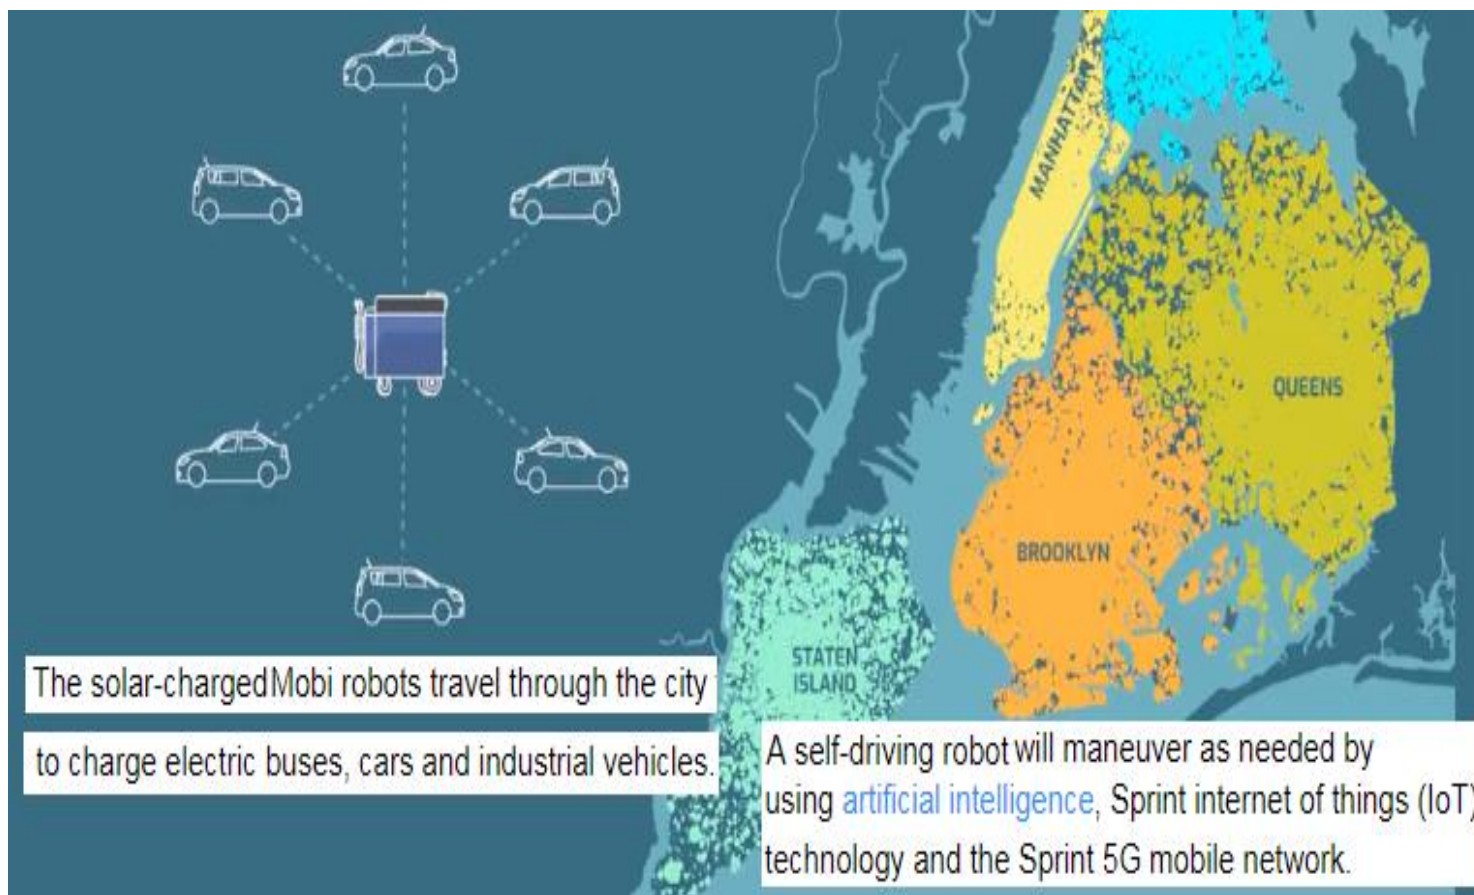 MANHATTAN
QUEENS
BROOKLYN
STATEN
ISLAND
The solar-charged Mobi robots travel through the city
to charge electric buses, cars and industrial vehicles.
A self-driving robot will maneuver as needed by
using artificial intelligence, Sprint internet of things (IoT)
technology and the Sprint 5G mobile network.